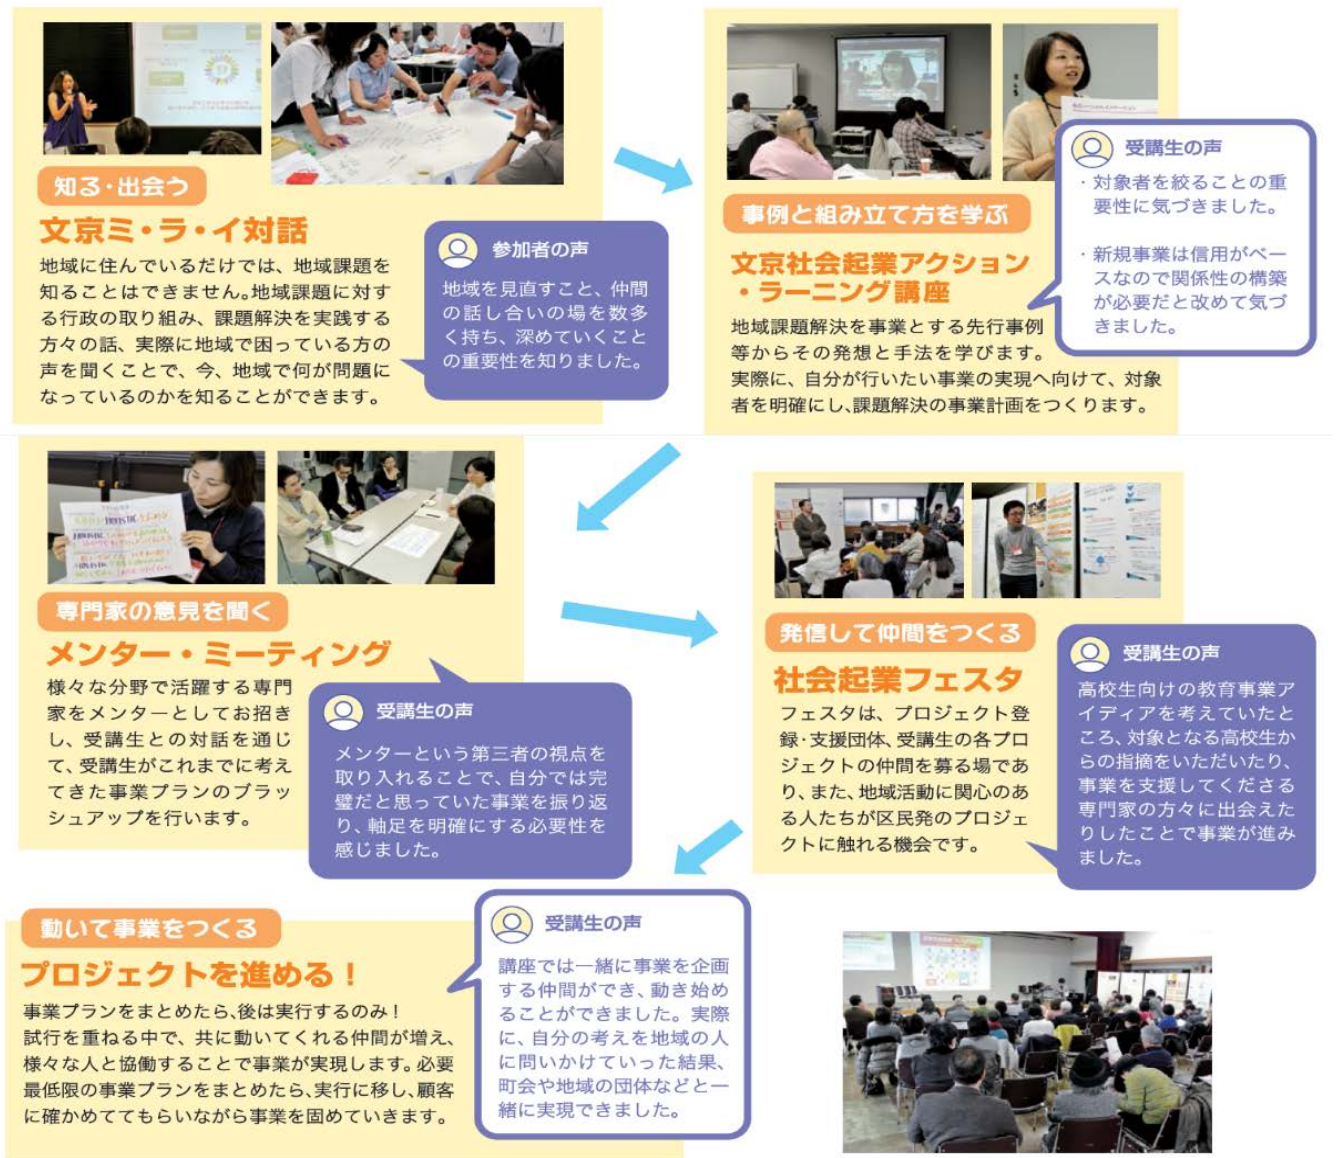 知る・出会う
文京ミ・ラ・イ対話
地域に住んでいるだけでは、地域課題を
知ることはできません。地域課題に対す
る行政の取り組み、課題解決を実践する
方々の話、実際に地域で困っている方の
声を聞くことで、今、地域で何が問題に
なっているのかを知ることができます。
参加者の声
地域を見直すこと、仲間
の話し合いの場を数多
く持ち、深めていくこと
の重要性を知りました。
事例と組み立て方を学ぶ
文京社会起業アクション
・ラーニング講座
地域課題解決を事業とする先行事例
等からその発想と手法を学びます。
実際に、自分が行いたい事業の実現へ向けて、対象
者を明確にし、課題解決の事業計画をつくります。
受講生の声
・対象者を絞ることの重
要性に気づきました。
・新規事業は信用がベー
スなので関係性の構築
が必要だと改めて気づ
きました。
専門家の意見を聞く
メンター・ミーティング
様々な分野で活躍する専門
家をメンターとしてお招き
し、受講生との対話を通じ
て、受講生がこれまでに考え
てきた事業プランのブラッ
シュアップを行います。
受講生の声
メンターという第三者の視点を
取り入れることで、自分では完
璧だと思っていた事業を振り返
り、軸足を明確にする必要性を
感じました。
発信して仲間をつくる
社会起業フェスタ
フェスタは、プロジェクト登
録・支援団体、受講生の各プロ
ジェクトの仲間を募る場であ
り、また、地域活動に関心のあ
る人たちが区民発のプロジェ
クトに触れる機会です。
受講生の声
高校生向けの教育事業ア
イディアを考えていたと
ころ、対象となる高校生か
らの指摘をいただいたり、
事業を支援してくださる
専門家の方々に出会えた
りしたことで事業が進み
ました。
動いて事業をつくる
プロジェクトを進める！
事業プランをまとめたら、後は実行するのみ！
試行を重ねる中で、共に動いてくれる仲間が増え、
様々な人と協働することで事業が実現します。必要
最低限の事業プランをまとめたら、実行に移し、顧客
に確かめててもらいながら事業を固めていきます。
受講生の声
講座では一緒に事業を企画
する仲間ができ、動き始め
ることができました。実際
に、自分の考えを地域の人
に問いかけていった結果、
町会や地域の団体などと一
緒に実現できました。